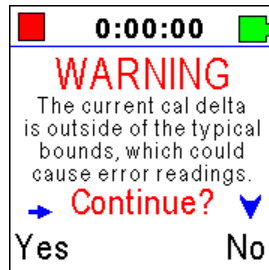 0:00:00
WARNING
The current cal delta
is outside of the typical
bounds, which could
cause error readings.
Continue?
Yes No